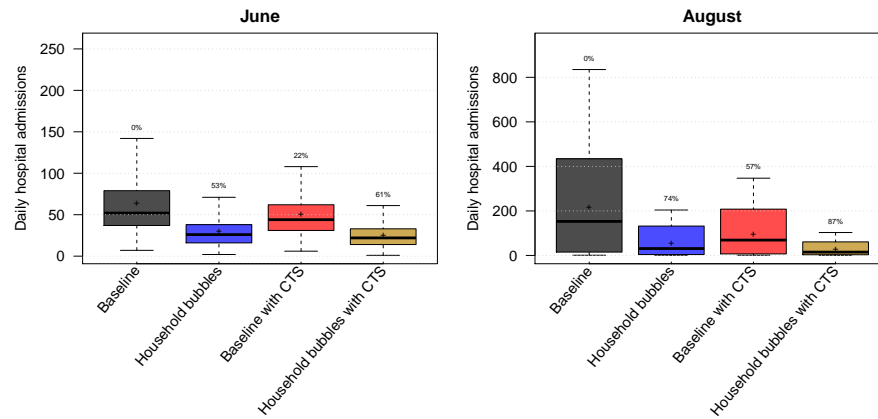 June
Daily hospital admissions
250
200
150
100
50
0
0%
53%
22%
61%
Baseline
Household bubbles
Baseline with CTS
Household bubbles with CTS
August
Daily hospital admissions
800
600
400
200
0
0%
74%
57%
87%
Baseline
Household bubbles
Baseline with CTS
Household bubbles with CTS